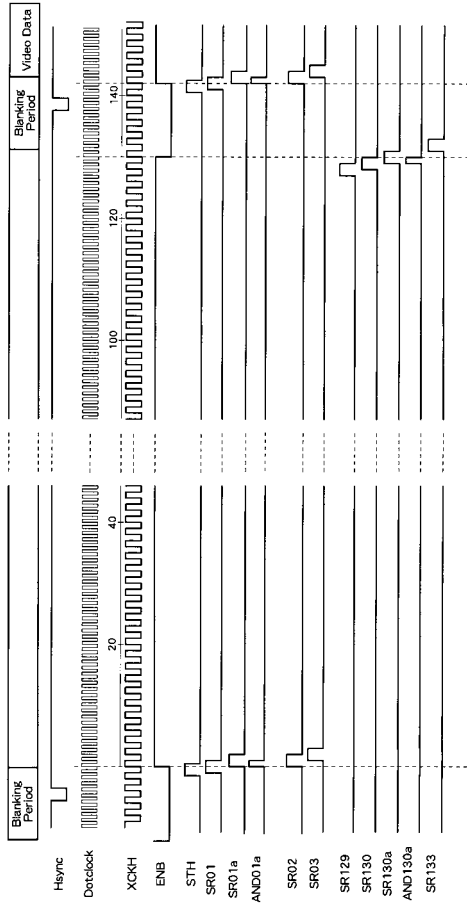 Blanking
Period
Blanking
Period
Video Data
Hsync
Dotclock
XCKH
20
40
100
120
140
ENB
STH
SR01
SR01a
AND01a
SR02
SR03
SR129
SR130
SR130a
AND130a
SR133